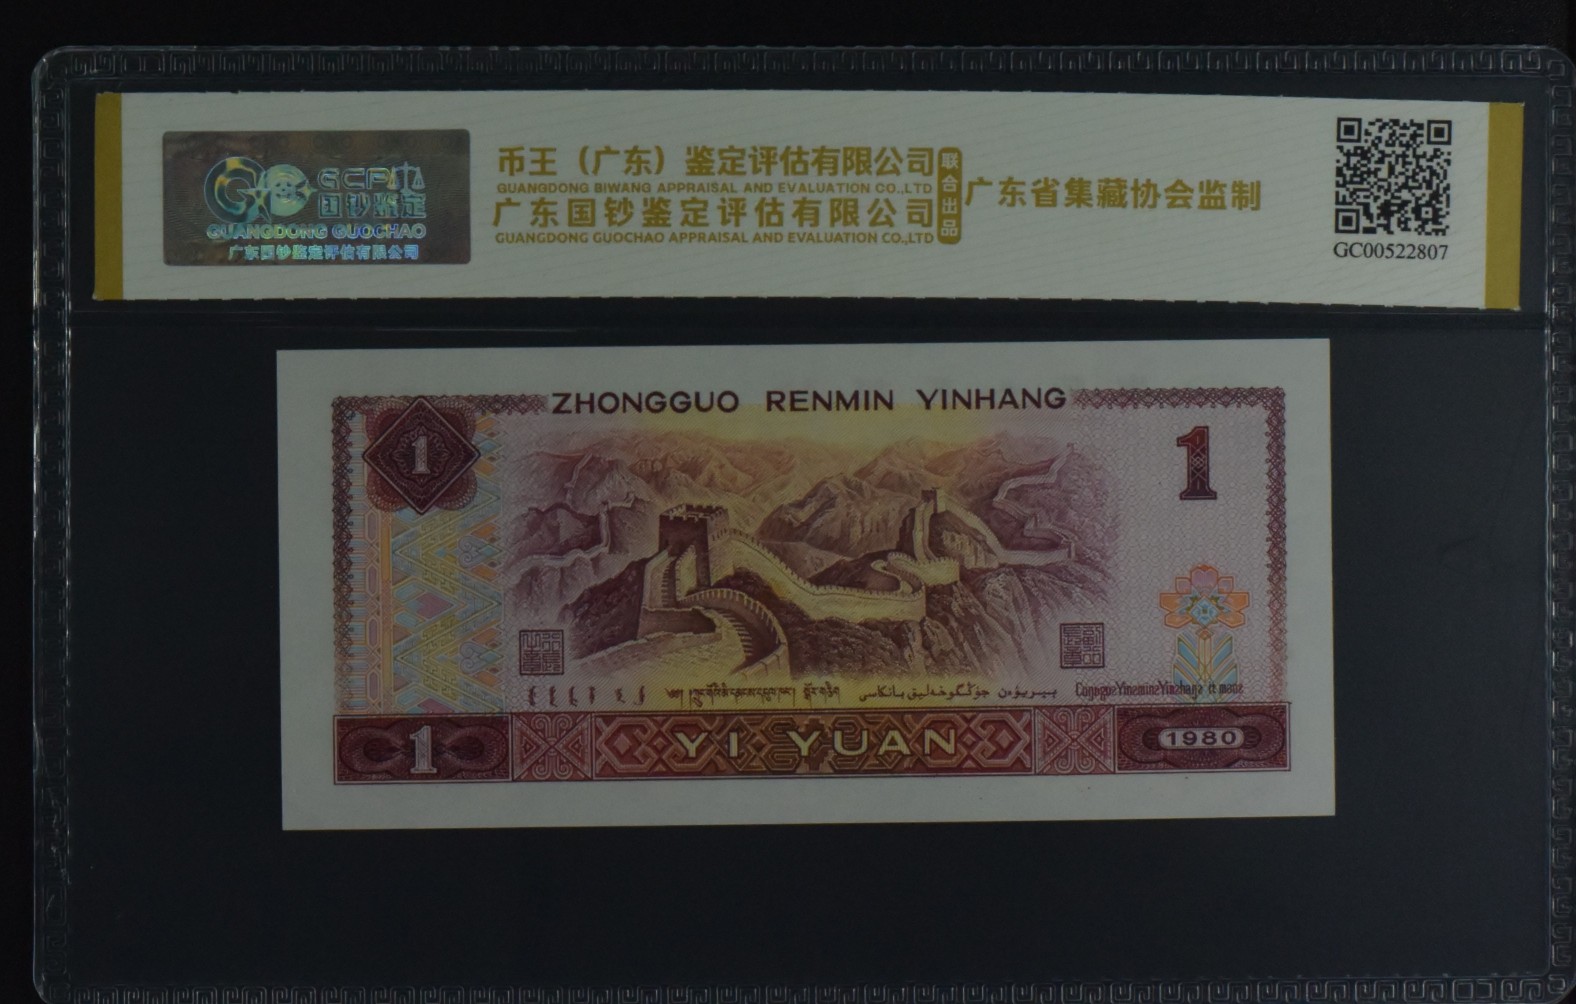 GCP
国钞鉴定
GUANGDONG GUOCHAO
广东国钞鉴定评估有限公司
币王（广东）鉴定评估有限公司
GUANGDONG BIWANG APPRAISAL AND EVALUATION CO.,LTD
广东国钞鉴定评估有限公司
GUANGDONG GUOCHAO APPRAISAL AND EVALUATION CO.,LTD
联合出品
广东省集藏协会监制
GC00522807
ZHONGGUO RENMIN YINHANG
1
1
1
YI YUAN
1980